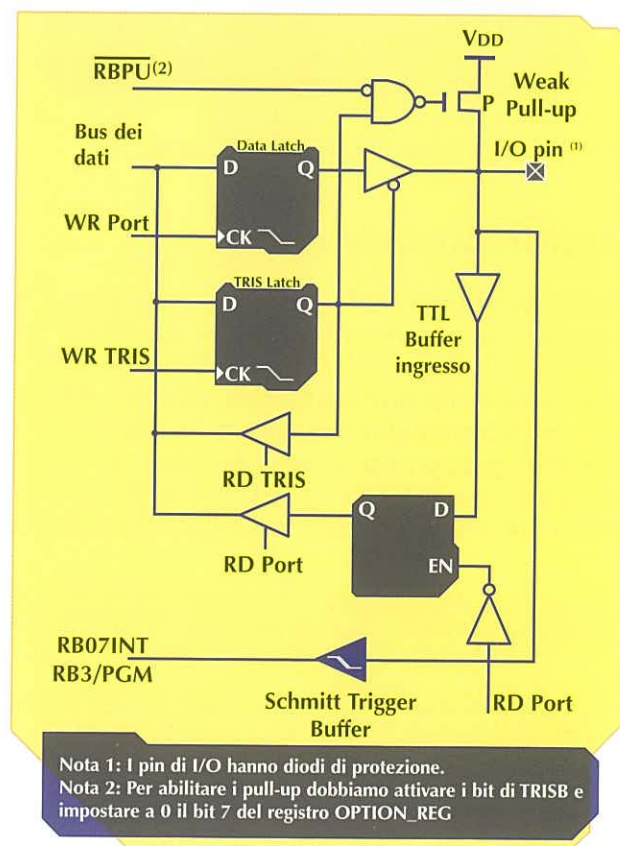 VDD
RBPU(2)
Weak
Pull-up
P
Bus dei
dati
Data Latch
I/O pin (1)
D
Q
WR Port
CK
TRIS Latch
D
Q
TTL
Buffer
ingresso
WR TRIS
CK
RD TRIS
Q
D
RD Port
EN
RB07INT
RB3/PGM
Schmitt Trigger
Buffer
RD Port
Nota 1: I pin di I/O hanno diodi di protezione.
Nota 2: Per abilitare i pull-up dobbiamo attivare i bit di TRISB e
impostare a 0 il bit 7 del registro OPTION_REG